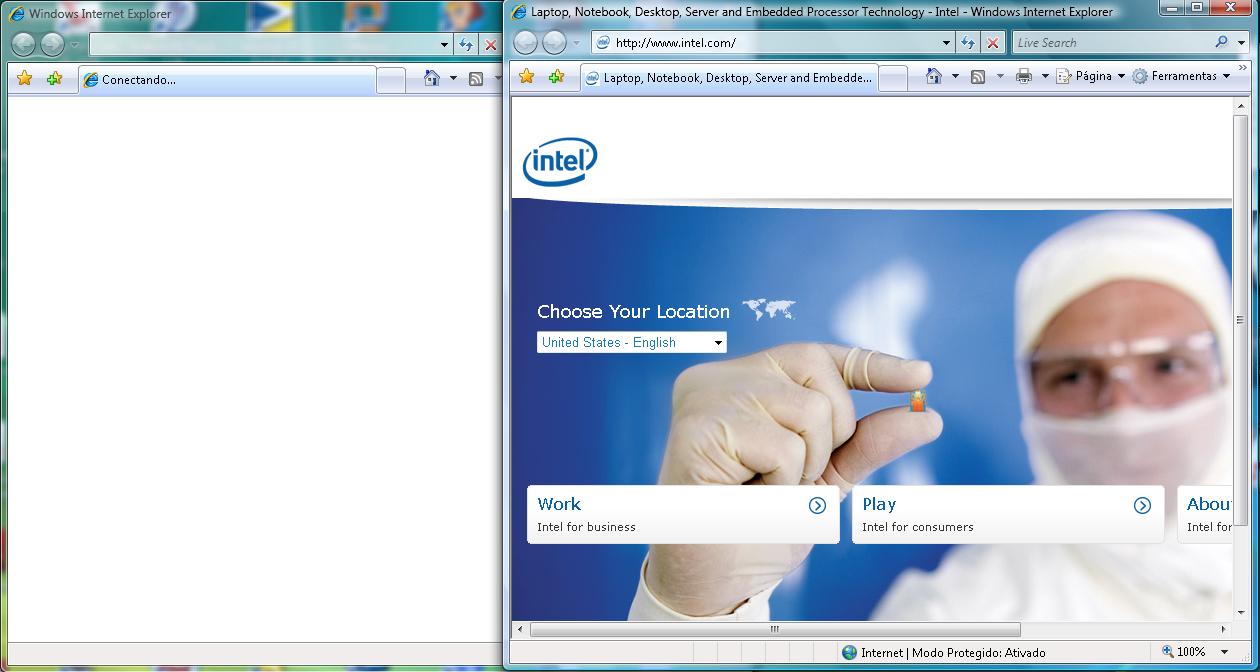 Windows Internet Explorer
Conectando...
Laptop, Notebook, Desktop, Server and Embedded Processor Technology - Intel - Windows Internet Explorer
http://www.intel.com/
Live Search
Laptop, Notebook, Desktop, Server and Embedde...
Página
Ferramentas
intel
Choose Your Location
United States - English
Work
Intel for business
Play
Intel for consumers
Abou
Intel for
Internet | Modo Protegido: Ativado
100%